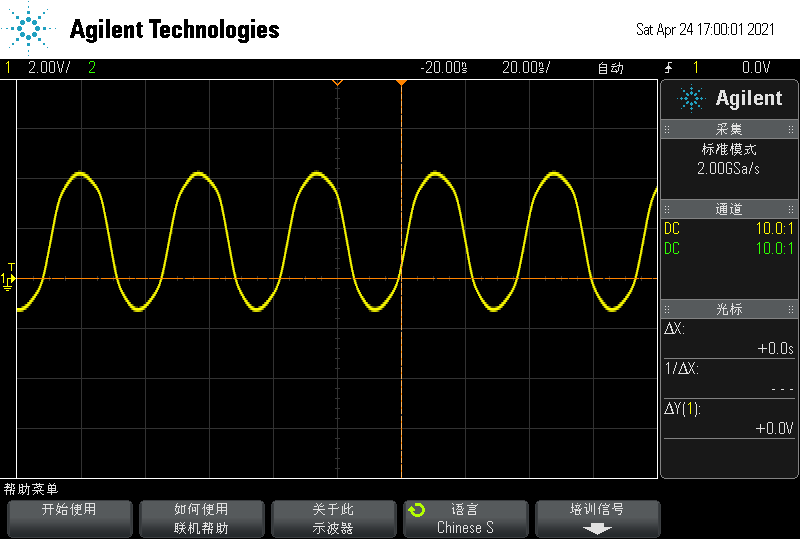 Agilent Technologies
Sat Apr 24 17:00:01 2021
1 2.00V/ 2 -20.00ns 20.00ns/ 自动 1 0.0V
Agilent
采集
标准模式
2.00GSa/s
通道
DC 10.0:1
DC 10.0:1
光标
ΔX:
+0.0s
1/ΔX:
---
ΔY(1):
+0.0V
T
1
帮助菜单
开始使用
如何使用
联机帮助
关于此
示波器
语言
Chinese S
培训信号